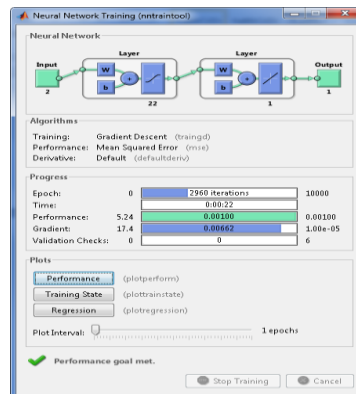 Neural Network Training (nntraintool)
Neural Network
Layer Layer
Input Output
W W
b b
2 22 1 1
Algorithms
Training: Gradient Descent (traingd)
Performance: Mean Squared Error (mse)
Derivative: Default (defaultderiv)
Progress
Epoch: 0 2960 iterations 10000
Time: 0:00:22
Performance: 5.24 0.00100 0.00100
Gradient: 17.4 0.00662 1.00e-05
Validation Checks: 0 0 6
Plots
Performance (plotperform)
Training State (plottrainstate)
Regression (plotregression)
Plot Interval: 1 epochs
Performance goal met.
Stop Training Cancel